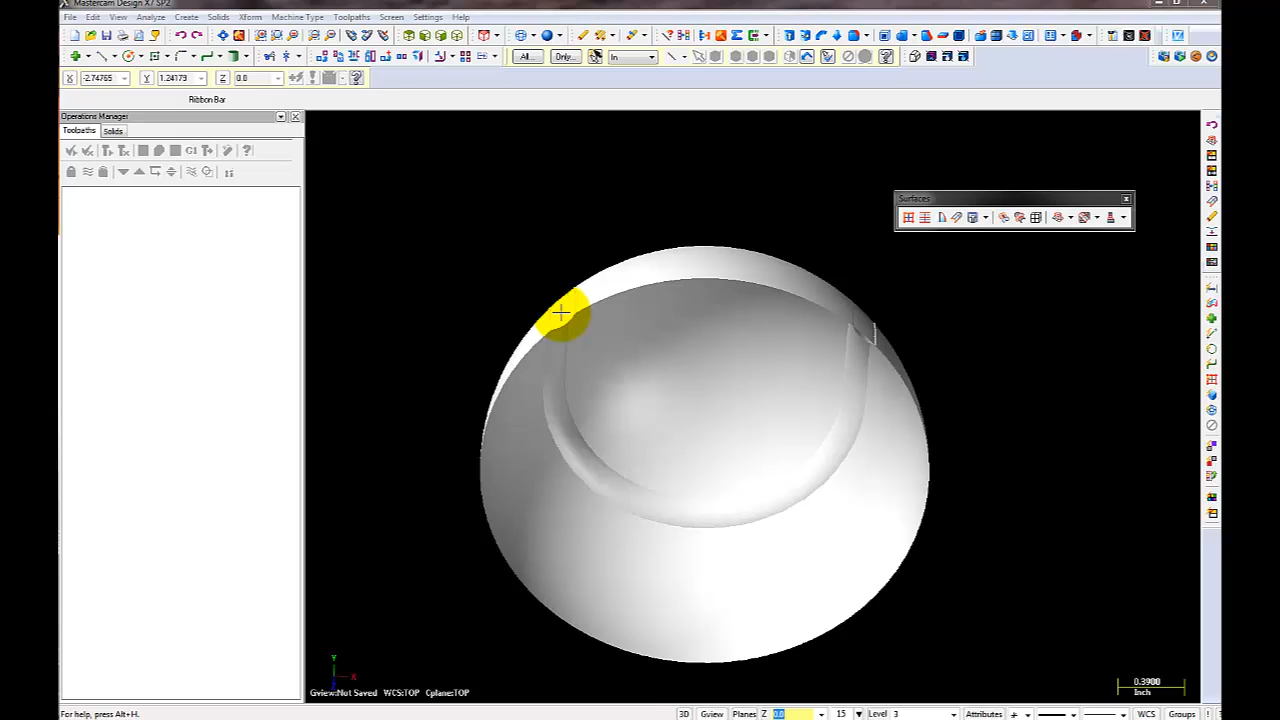 Mastercam Design X7 SP2
File Edit View Analyze Create Solids Xform Machine Type Toolpaths Screen Settings Help
All... Only... In
X -2.74765 Y 1.24173 Z 0.0
Ribbon Bar
Operations Manager
Toolpaths Solids
G1
Surfaces
Y
X
Gview:Not Saved WCS:TOP Cplane:TOP
0.3900
Inch
For help, press Alt+H.
3D Gview Planes Z 0.0 15 Level 3 Attributes WCS Groups